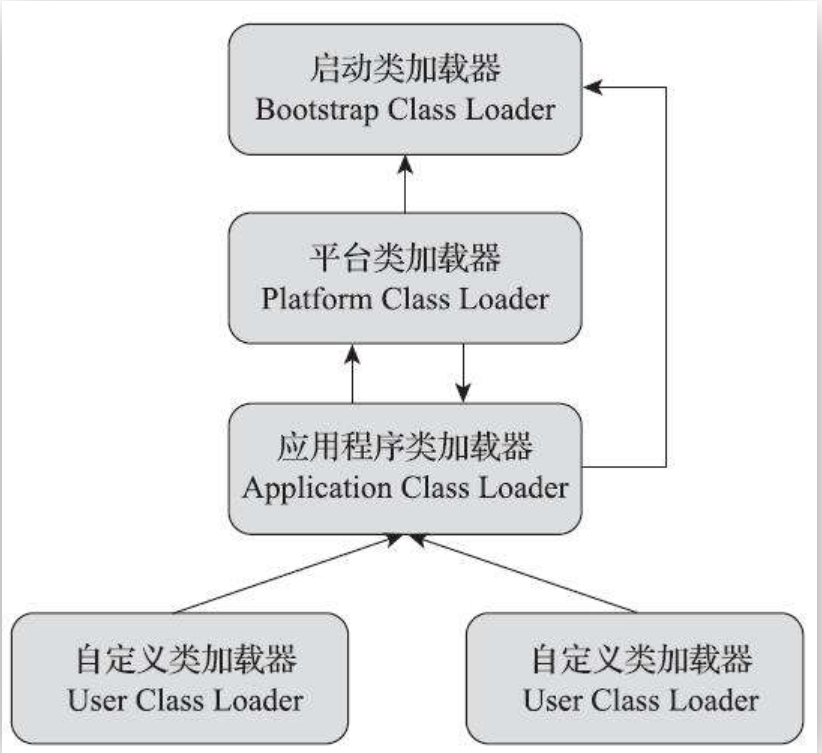 启动类加载器
Bootstrap Class Loader
平台类加载器
Platform Class Loader
应用程序类加载器
Application Class Loader
自定义类加载器
User Class Loader
自定义类加载器
User Class Loader